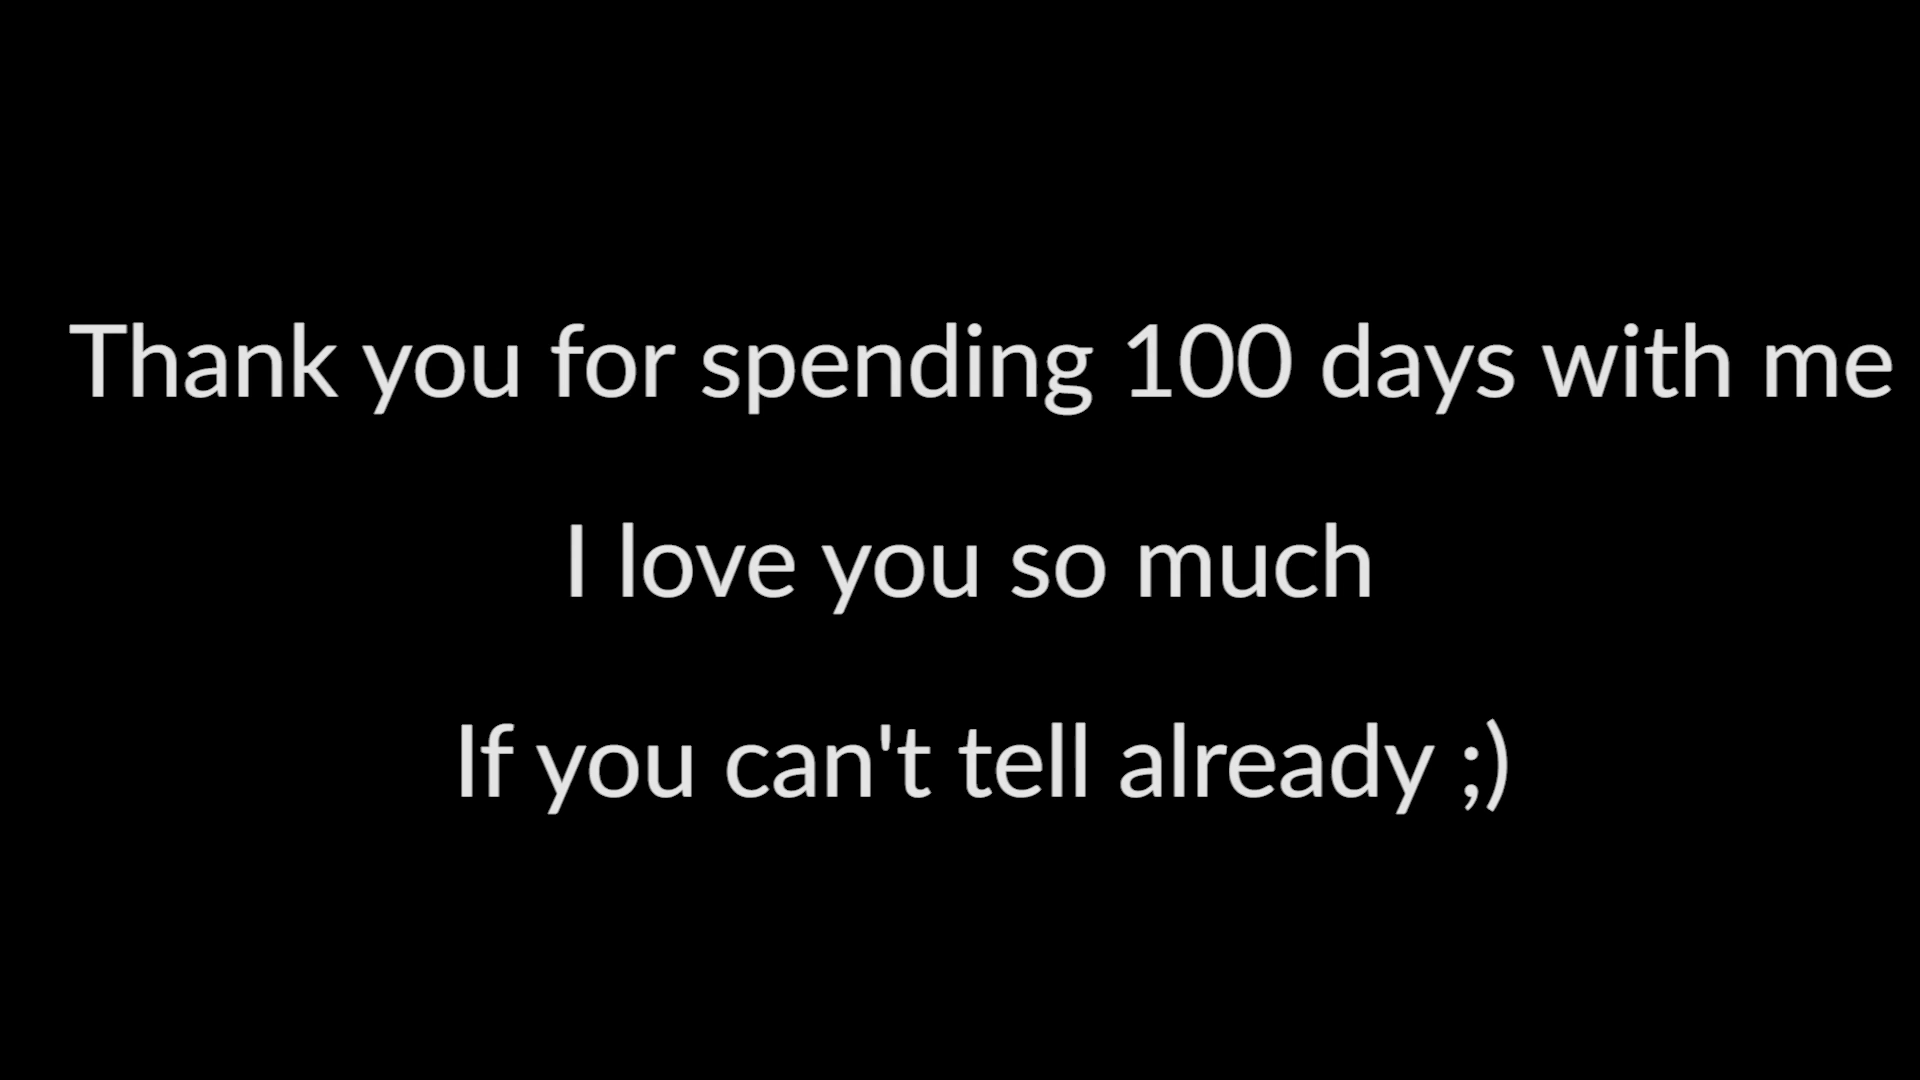 Thank you for spending 100 days with me
I love you so much
If you can't tell already ;)